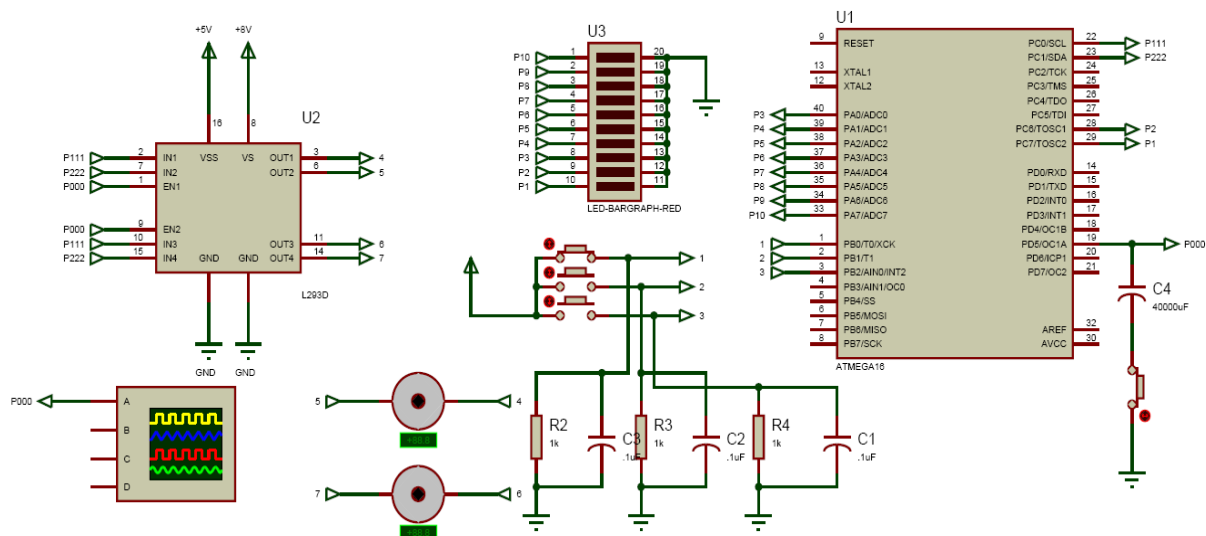 +5V
+8V
U2
16
8
VSS
VS
P111
2
IN1
OUT1
3
4
P222
7
IN2
OUT2
6
5
P000
1
EN1
P000
9
EN2
P111
10
IN3
OUT3
11
6
P222
15
IN4
OUT4
14
7
GND
GND
L293D
GND
GND
U3
P10
1
20
P9
2
19
P8
3
18
P7
4
17
P6
5
16
P5
6
15
P4
7
14
P3
8
13
P2
9
12
P1
10
11
LED-BARGRAPH-RED
U1
9
RESET
PC0/SCL
22
P111
PC1/SDA
23
P222
13
XTAL1
PC2/TCK
24
12
XTAL2
PC3/TMS
25
PC4/TDO
26
P3
40
PA0/ADC0
PC5/TDI
27
P4
39
PA1/ADC1
PC6/TOSC1
28
P2
P5
38
PA2/ADC2
PC7/TOSC2
29
P1
P6
37
PA3/ADC3
P7
36
PA4/ADC4
PD0/RXD
14
P8
35
PA5/ADC5
PD1/TXD
15
P9
34
PA6/ADC6
PD2/INT0
16
P10
33
PA7/ADC7
PD3/INT1
17
PD4/OC1B
18
1
1
PB0/T0/XCK
PD5/OC1A
19
P000
2
2
PB1/T1
PD6/ICP1
20
3
3
PB2/AIN0/INT2
PD7/OC2
21
4
PB3/AIN1/OC0
5
PB4/SS
6
PB5/MOSI
7
PB6/MISO
AREF
32
8
PB7/SCK
AVCC
30
ATMEGA16
C4
40000uF
1
2
3
P000
A
B
C
D
5
4
+88.8
7
6
+88.8
R2
1k
C3
.1uF
R3
1k
C2
.1uF
R4
1k
C1
.1uF